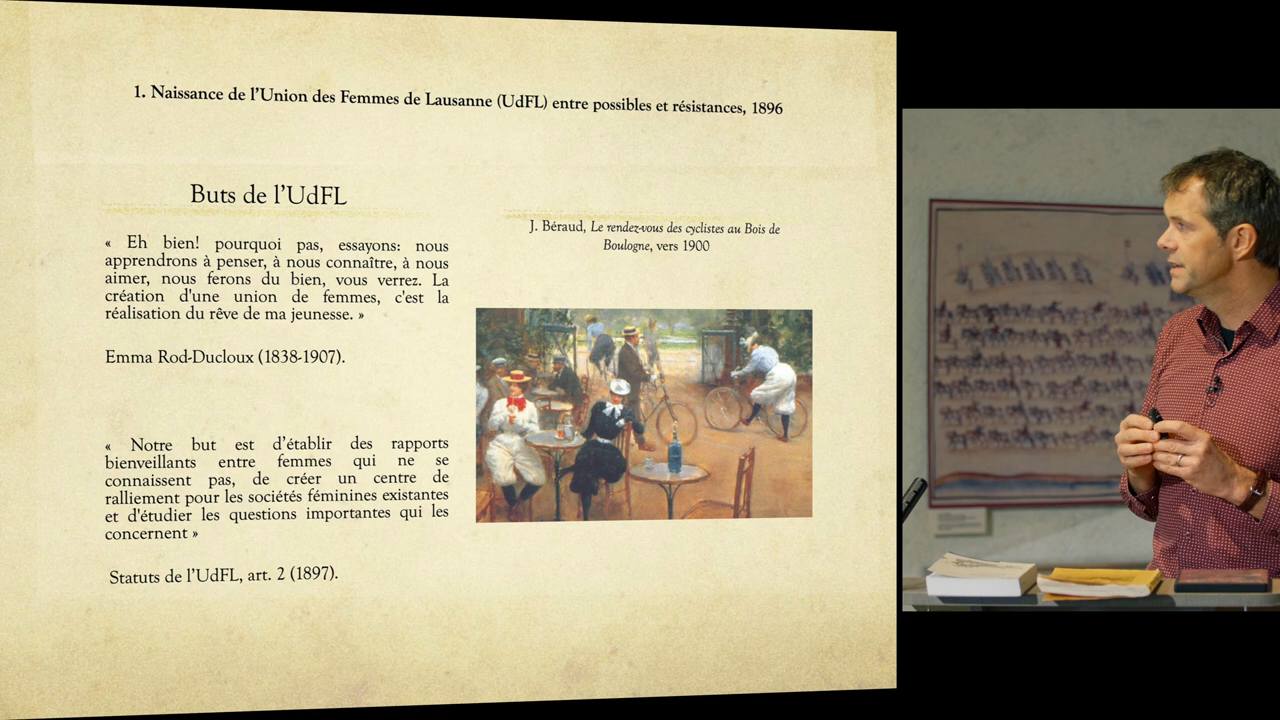 1. Naissance de l'Union des Femmes de Lausanne (UdFL) entre possibles et résistances, 1896
Buts de l'UdFL
« Eh bien! pourquoi pas, essayons: nous
apprendrons à penser, à nous connaître, à nous
aimer, nous ferons du bien, vous verrez. La
création d'une union de femmes, c'est la
réalisation du rêve de ma jeunesse. »
Emma Rod-Ducloux (1838-1907).
« Notre but est d'établir des rapports
bienveillants entre femmes qui ne se
connaissent pas, de créer un centre de
ralliement pour les sociétés féminines existantes
et d'étudier les questions importantes qui les
concernent »
Statuts de l'UdFL, art. 2 (1897).
J. Béraud, Le rendez-vous des cyclistes au Bois de
Boulogne, vers 1900